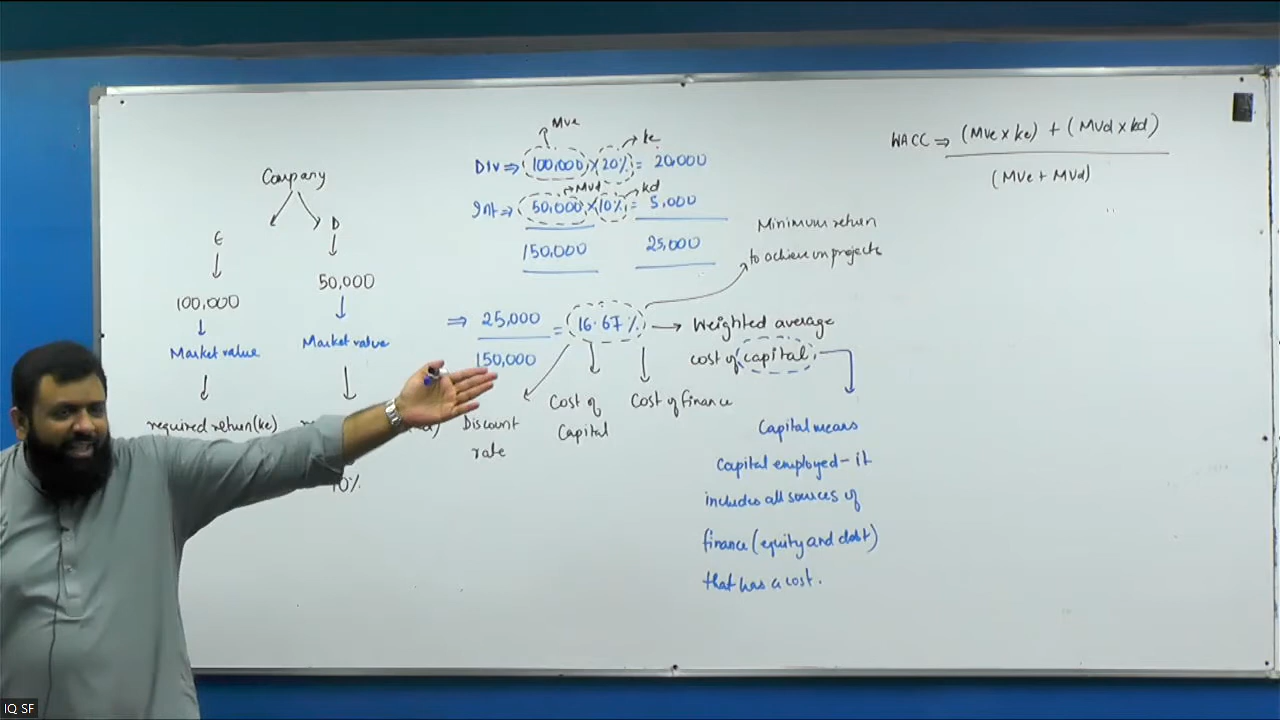 Company
E
D
100,000
50,000
Market value
Market value
required return(ke)
10%
MVe
ke
Div ⇒ 100,000 × 20% = 20,000
MVd
kd
Int ⇒ 50,000 × 10% = 5,000
150,000
25,000
⇒ 25,000
150,000
= 16.67%
Minimum return
to achieve on projects
Weighted average
cost of capital.
Discount
rate
Cost of
Capital
Cost of finance
Capital means
Capital employed - it
includes all sources of
finance (equity and debt)
that has a cost.
WACC ⇒ (MVe x ke) + (MVd x kd)
(MVe + MVd)
IQ SF